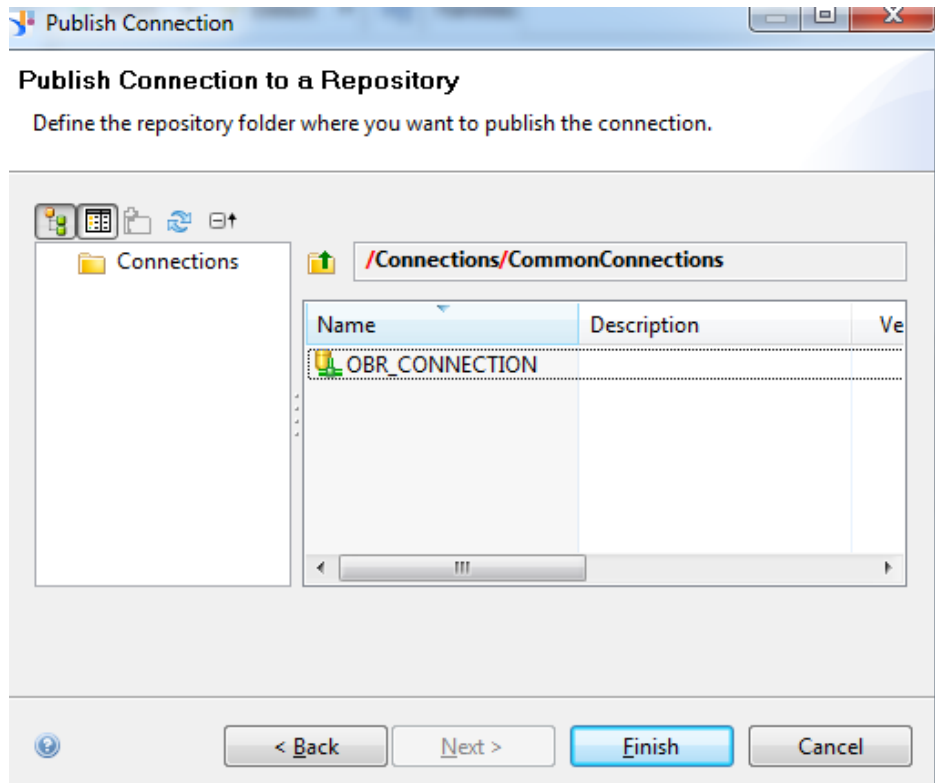 Publish Connection
Publish Connection to a Repository
Define the repository folder where you want to publish the connection.
Connections
/Connections/CommonConnections
Name Description Ve
OBR_CONNECTION
< Back Next > Finish Cancel